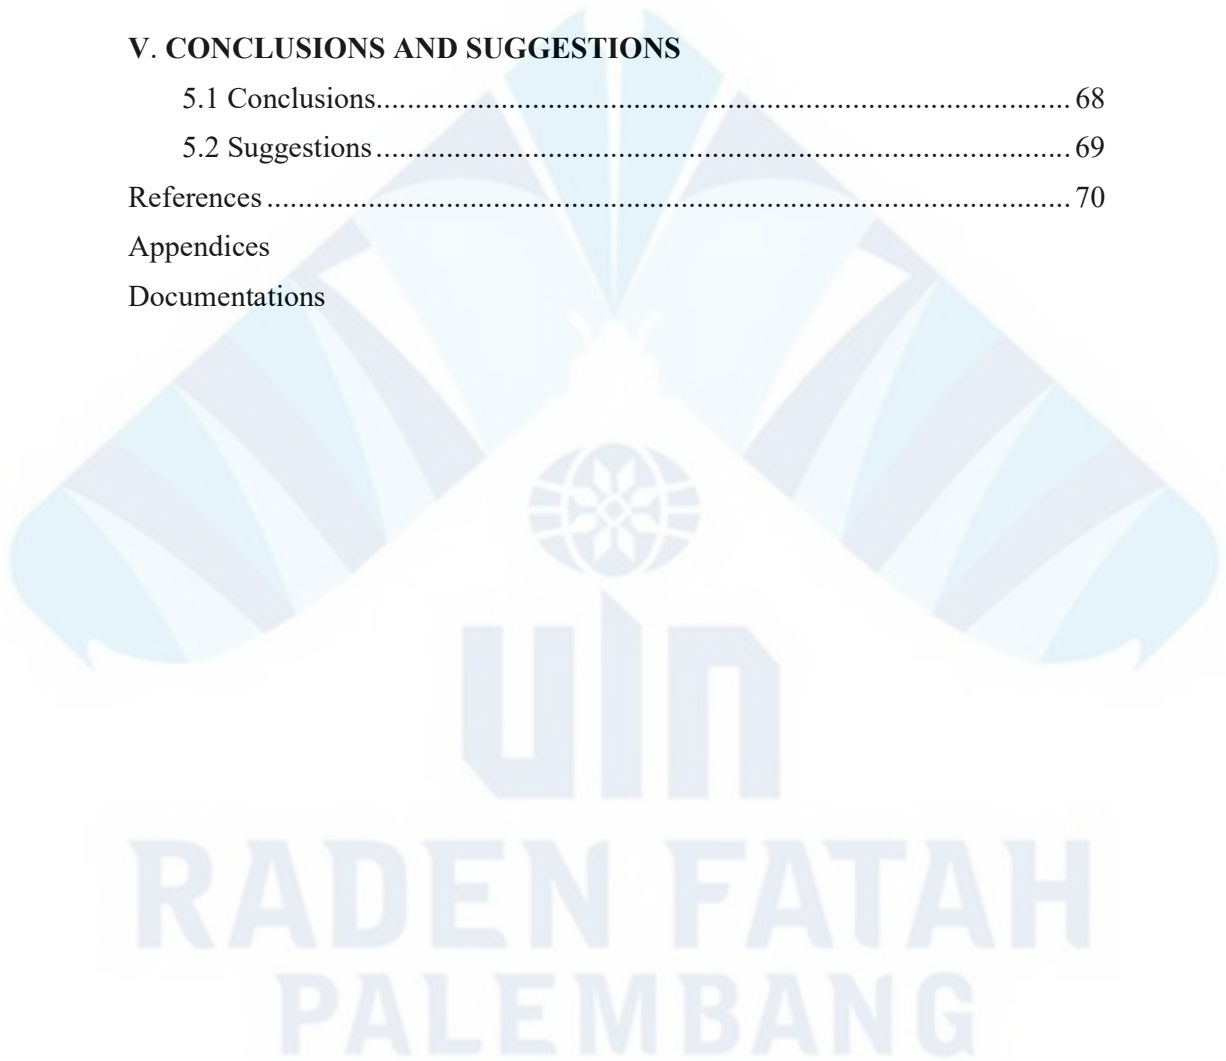 V. CONCLUSIONS AND SUGGESTIONS
5.1 Conclusions........................................................................................ 68
5.2 Suggestions........................................................................................ 69
References..................................................................................................... 70
Appendices
Documentations
uin
RADEN FATAH
PALEMBANG